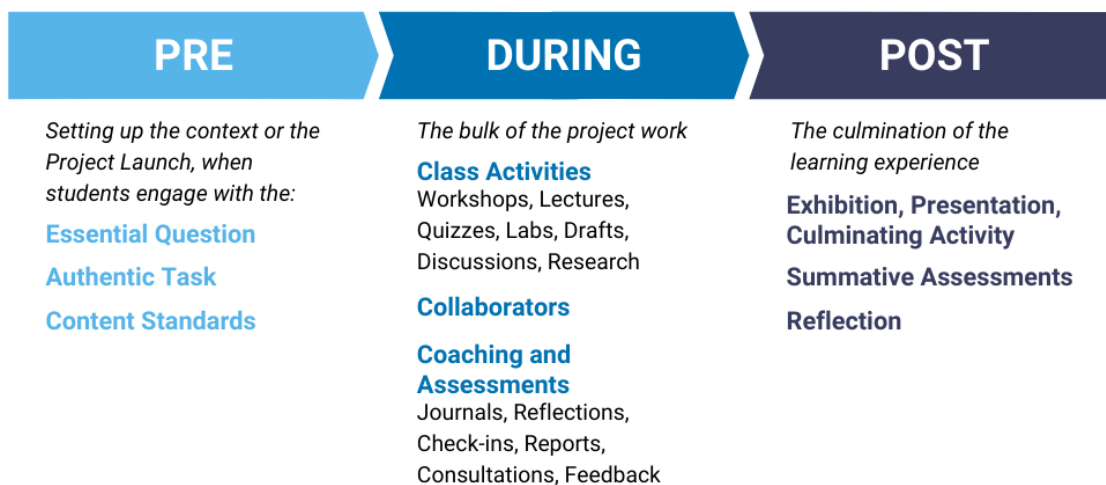 PRE
Setting up the context or the
Project Launch, when
students engage with the:
Essential Question
Authentic Task
Content Standards
DURING
The bulk of the project work
Class Activities
Workshops, Lectures,
Quizzes, Labs, Drafts,
Discussions, Research
Collaborators
Coaching and
Assessments
Journals, Reflections,
Check-ins, Reports,
Consultations, Feedback
POST
The culmination of the
learning experience
Exhibition, Presentation,
Culminating Activity
Summative Assessments
Reflection